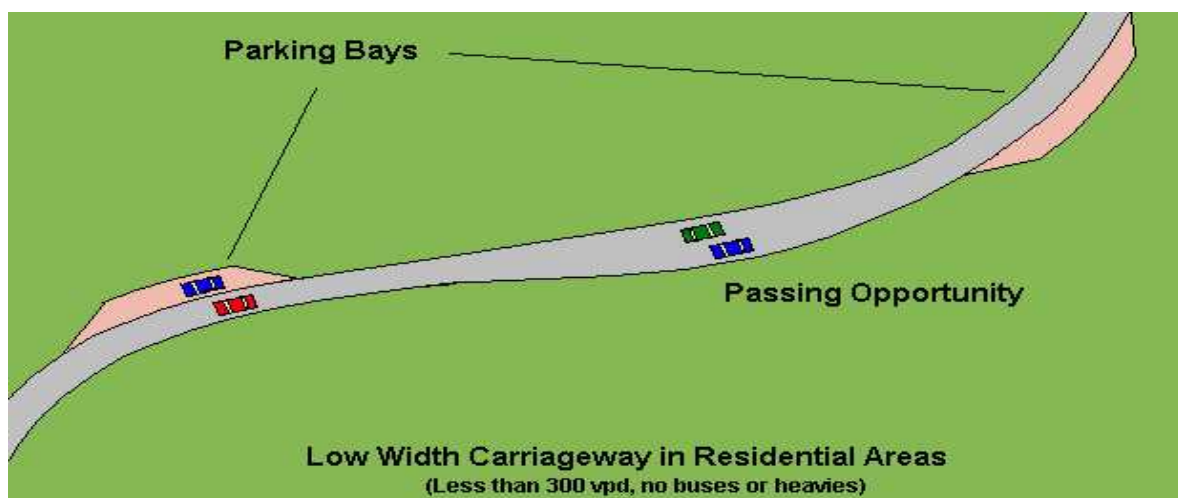 Parking Bays
Passing Opportunity
Low Width Carriageway in Residential Areas
(Less than 300 vpd, no buses or heavies)